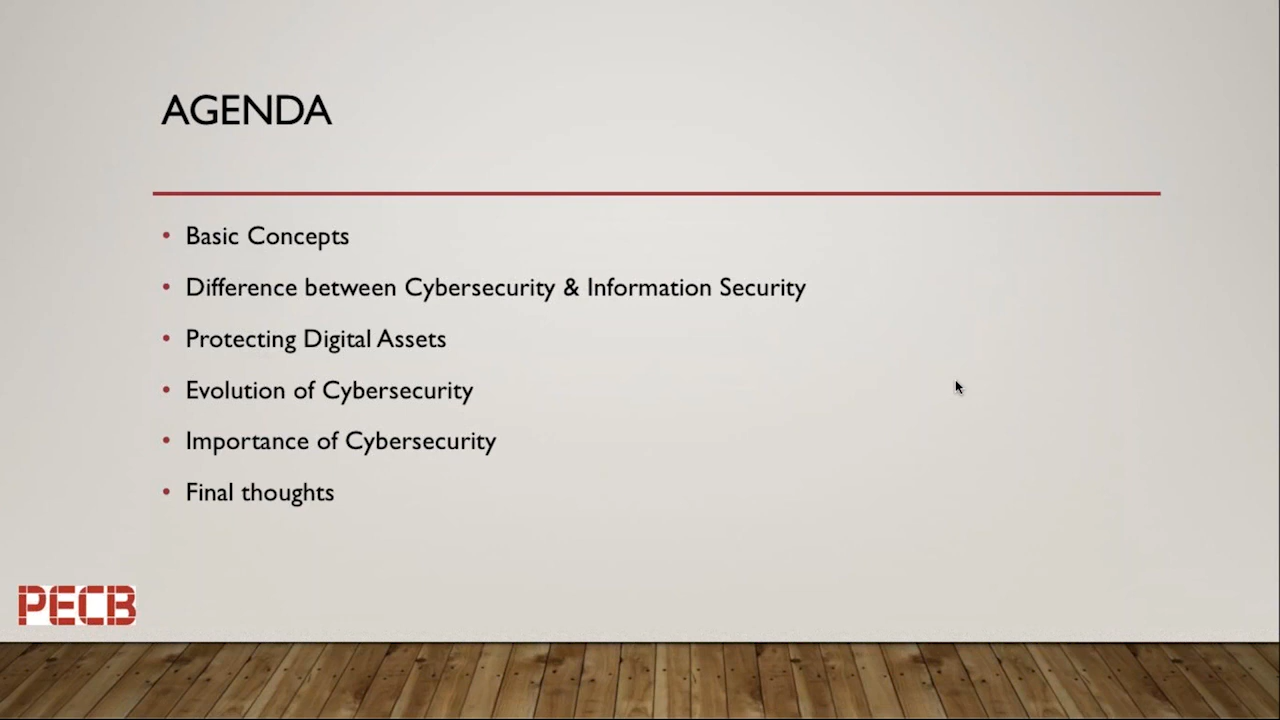 AGENDA
• Basic Concepts
• Difference between Cybersecurity & Information Security
• Protecting Digital Assets
• Evolution of Cybersecurity
• Importance of Cybersecurity
• Final thoughts
PECB